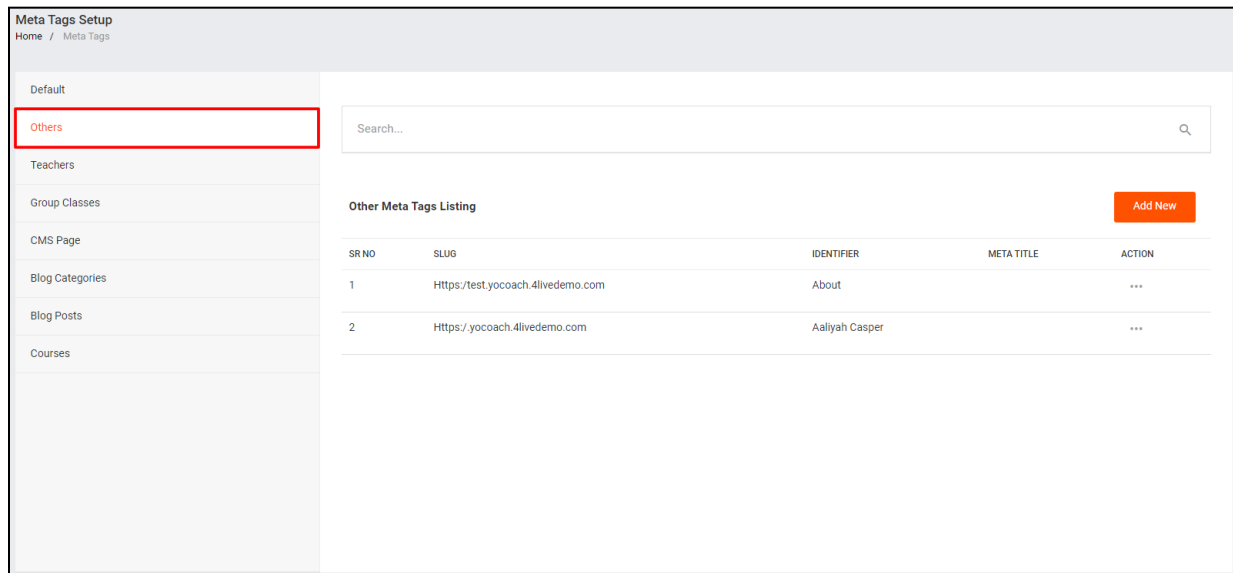 Meta Tags Setup
Home / Meta Tags
Default
Others
Teachers
Group Classes
CMS Page
Blog Categories
Blog Posts
Courses
Search...
Other Meta Tags Listing
Add New
SR NO SLUG IDENTIFIER META TITLE ACTION
1 Https:/test.yocoach.4livedemo.com About
2 Https:/.yocoach.4livedemo.com Aaliyah Casper